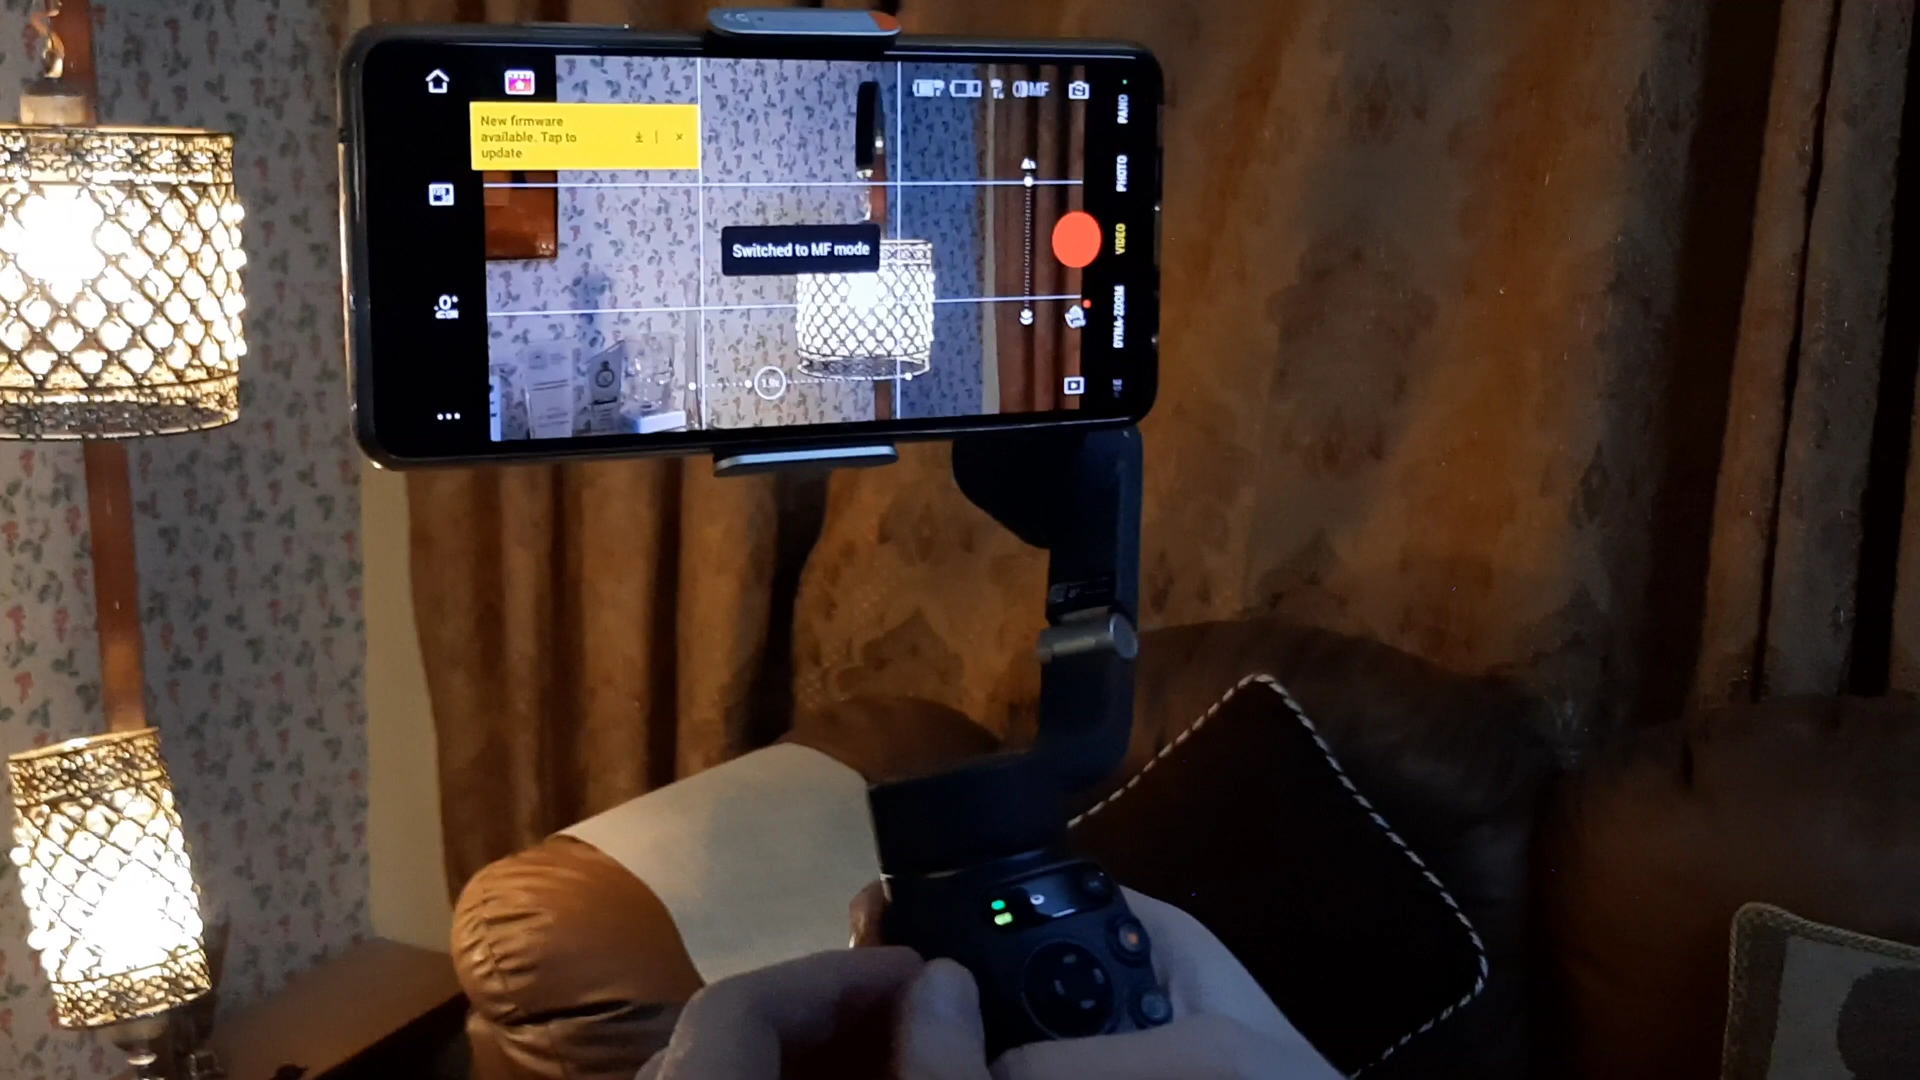 New firmware
available. Tap to
update
MF
Switched to MF mode
PANO
PHOTO
VIDEO
DYNA-ZOOM